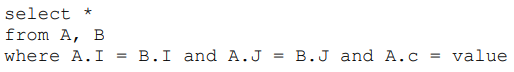 select *
from A, B
where A.I = B.I and A.J = B.J and A.c = value